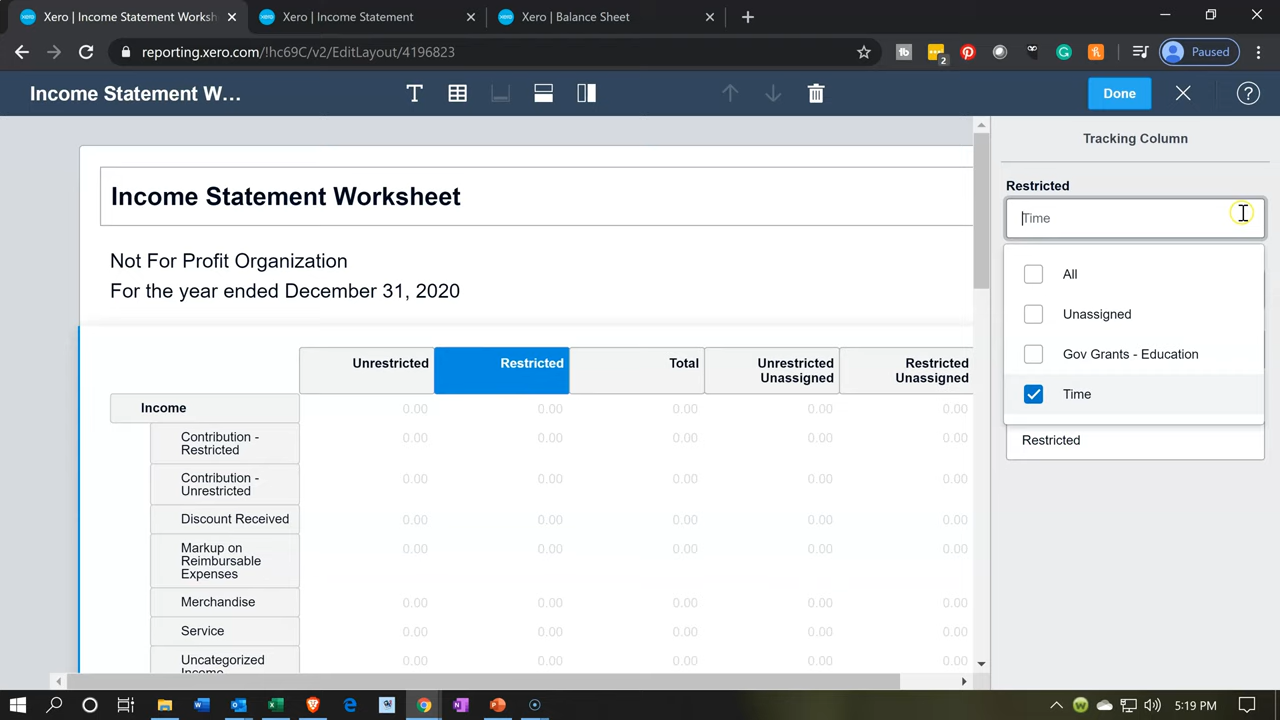 Xero | Income Statement Worksh
Xero | Income Statement
Xero | Balance Sheet
reporting.xero.com/!hc69C/v2/EditLayout/4196823
2
Paused
Income Statement W...
Done
Tracking Column
Restricted
Time
All
Unassigned
Gov Grants - Education
Time
Restricted
Income Statement Worksheet
Not For Profit Organization
For the year ended December 31, 2020
Unrestricted
Restricted
Total
Unrestricted
Unassigned
Restricted
Unassigned
Income 0.00 0.00 0.00 0.00 0.00
Contribution - 0.00 0.00 0.00 0.00 0.00
Restricted
Contribution - 0.00 0.00 0.00 0.00 0.00
Unrestricted
Discount Received 0.00 0.00 0.00 0.00 0.00
Markup on 0.00 0.00 0.00 0.00 0.00
Reimbursable
Expenses
Merchandise 0.00 0.00 0.00 0.00 0.00
Service 0.00 0.00 0.00 0.00 0.00
Uncategorized 0.00 0.00 0.00 0.00 0.00
Income
5:19 PM